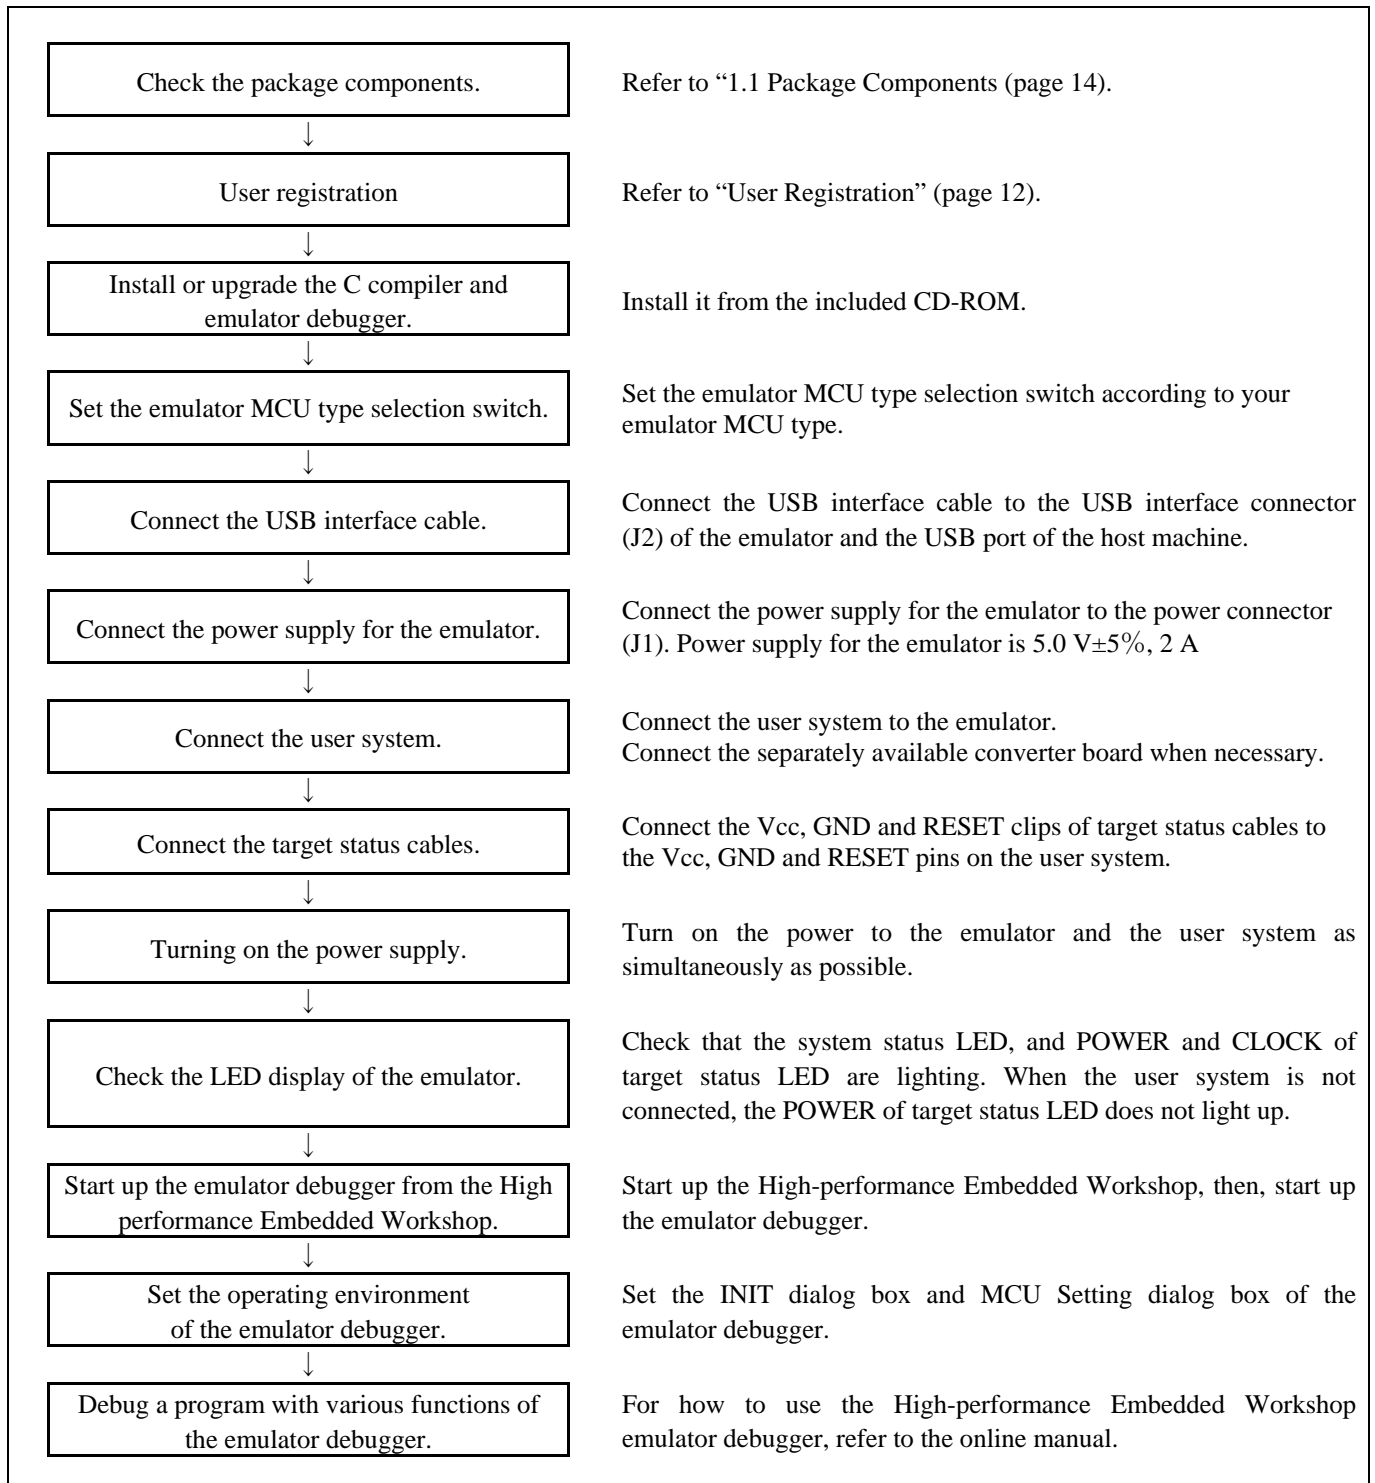 Check the package components.
Refer to “1.1 Package Components (page 14).
↓
User registration
Refer to “User Registration” (page 12).
↓
Install or upgrade the C compiler and
emulator debugger.
Install it from the included CD-ROM.
↓
Set the emulator MCU type selection switch.
Set the emulator MCU type selection switch according to your
emulator MCU type.
↓
Connect the USB interface cable.
Connect the USB interface cable to the USB interface connector
(J2) of the emulator and the USB port of the host machine.
↓
Connect the power supply for the emulator.
Connect the power supply for the emulator to the power connector
(J1). Power supply for the emulator is 5.0 V±5%, 2 A
↓
Connect the user system.
Connect the user system to the emulator.
Connect the separately available converter board when necessary.
↓
Connect the target status cables.
Connect the Vcc, GND and RESET clips of target status cables to
the Vcc, GND and RESET pins on the user system.
↓
Turning on the power supply.
Turn on the power to the emulator and the user system as
simultaneously as possible.
↓
Check the LED display of the emulator.
Check that the system status LED, and POWER and CLOCK of
target status LED are lighting. When the user system is not
connected, the POWER of target status LED does not light up.
↓
Start up the emulator debugger from the High
performance Embedded Workshop.
Start up the High-performance Embedded Workshop, then, start up
the emulator debugger.
↓
Set the operating environment
of the emulator debugger.
Set the INIT dialog box and MCU Setting dialog box of the
emulator debugger.
↓
Debug a program with various functions of
the emulator debugger.
For how to use the High-performance Embedded Workshop
emulator debugger, refer to the online manual.